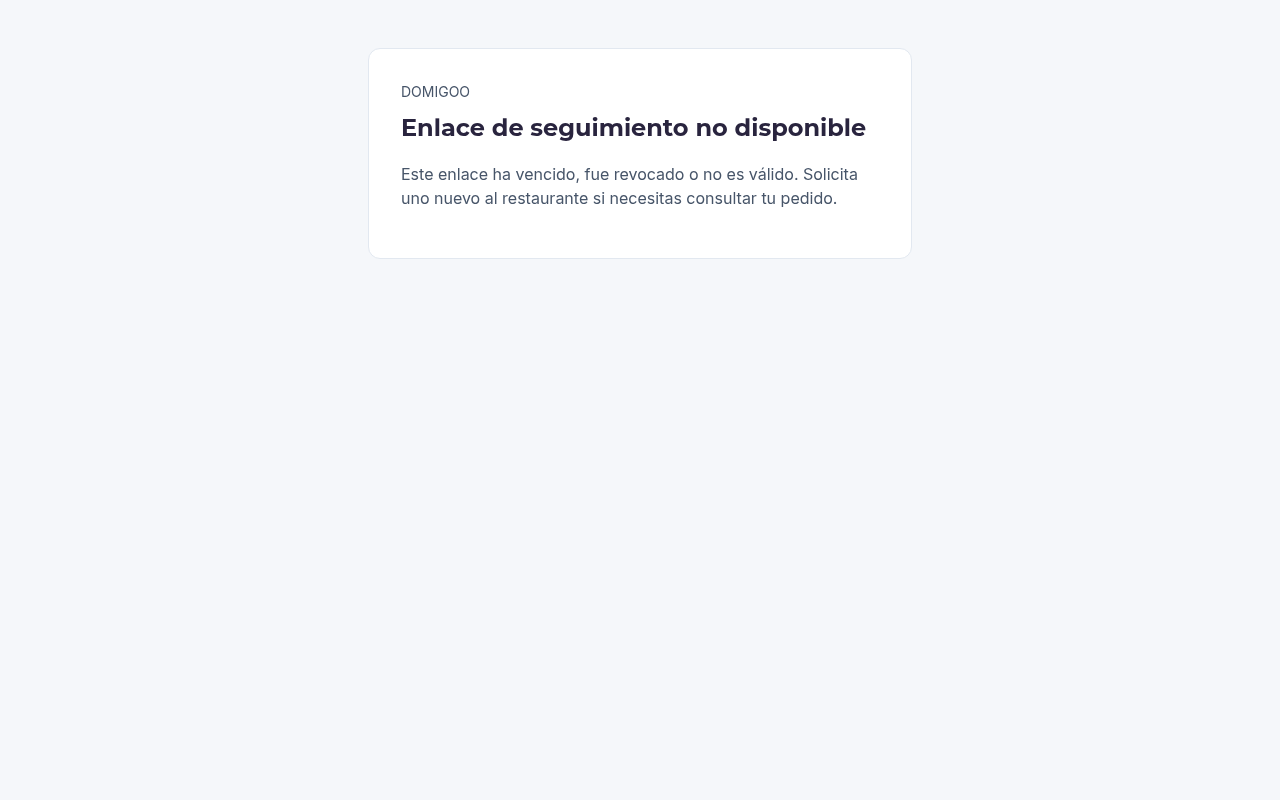 DOMIGOO
Enlace de seguimiento no disponible
Este enlace ha vencido, fue revocado o no es válido. Solicita
uno nuevo al restaurante si necesitas consultar tu pedido.